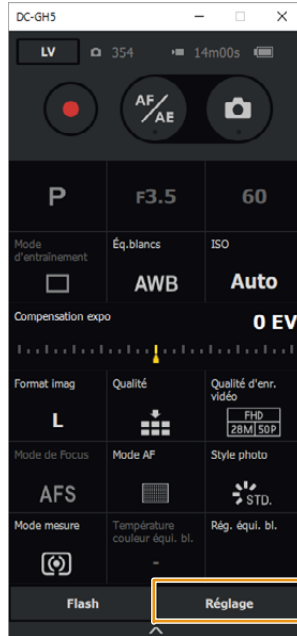 DC-GH5
LV 354 14m00s
AF/AE
P F3.5 60
Mode d'entraînement Éq.blancs ISO
AWB Auto
Compensation expo 0 EV
Format imag Qualité Qualité d'enr. vidéo
L FHD 28M 50P
Mode de Focus Mode AF Style photo
AFS STD.
Mode mesure Température couleur équi. bl. Rég. équi. bl.
-
Flash Réglage